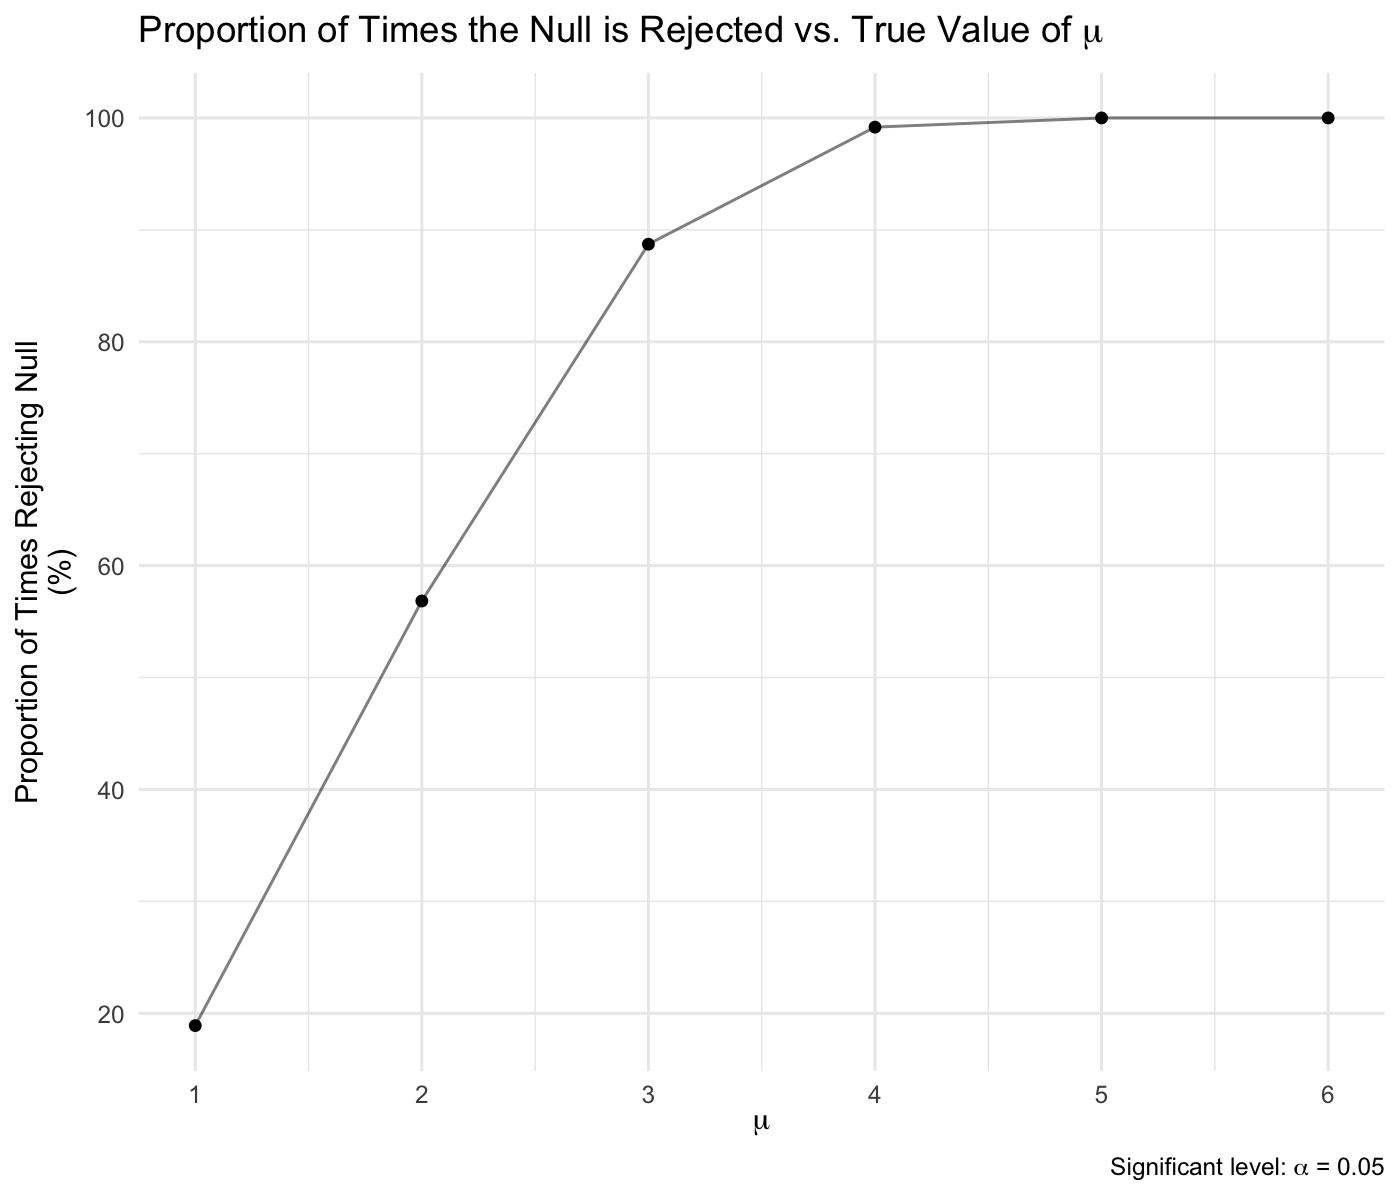 Proportion of Times the Null is Rejected vs. True Value of μ
Proportion of Times Rejecting Null
(%)
100
80
60
40
20
1 2 3 4 5 6
μ
Significant level: α = 0.05